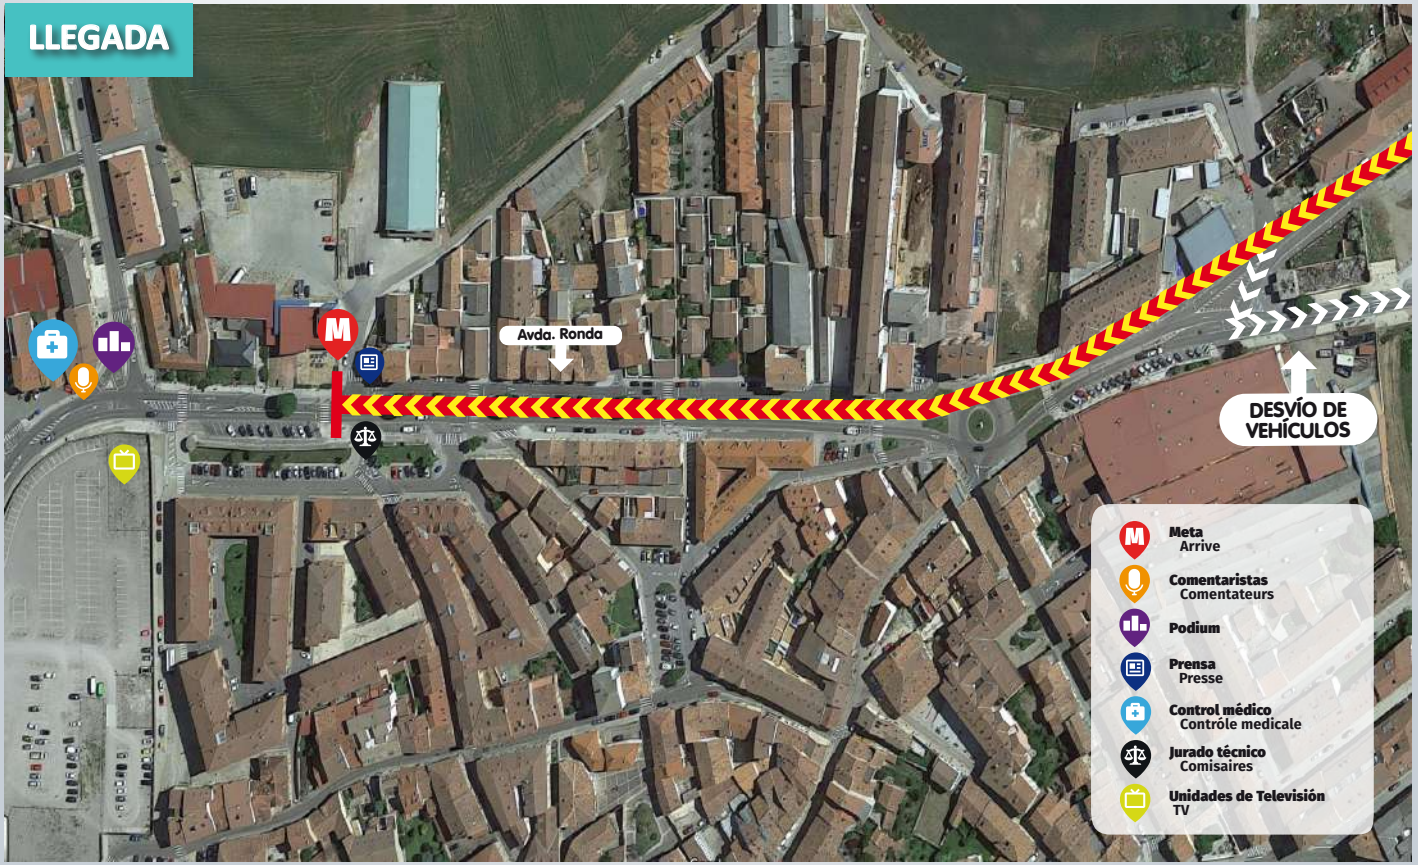 LLEGADA
M
Avda. Ronda
DESVÍO DE
VEHÍCULOS
M
Meta
Arrive
Comentaristas
Comentateurs
Podium
Prensa
Presse
Control médico
Contrôle medicale
Jurado técnico
Comisaires
Unidades de Televisión
TV